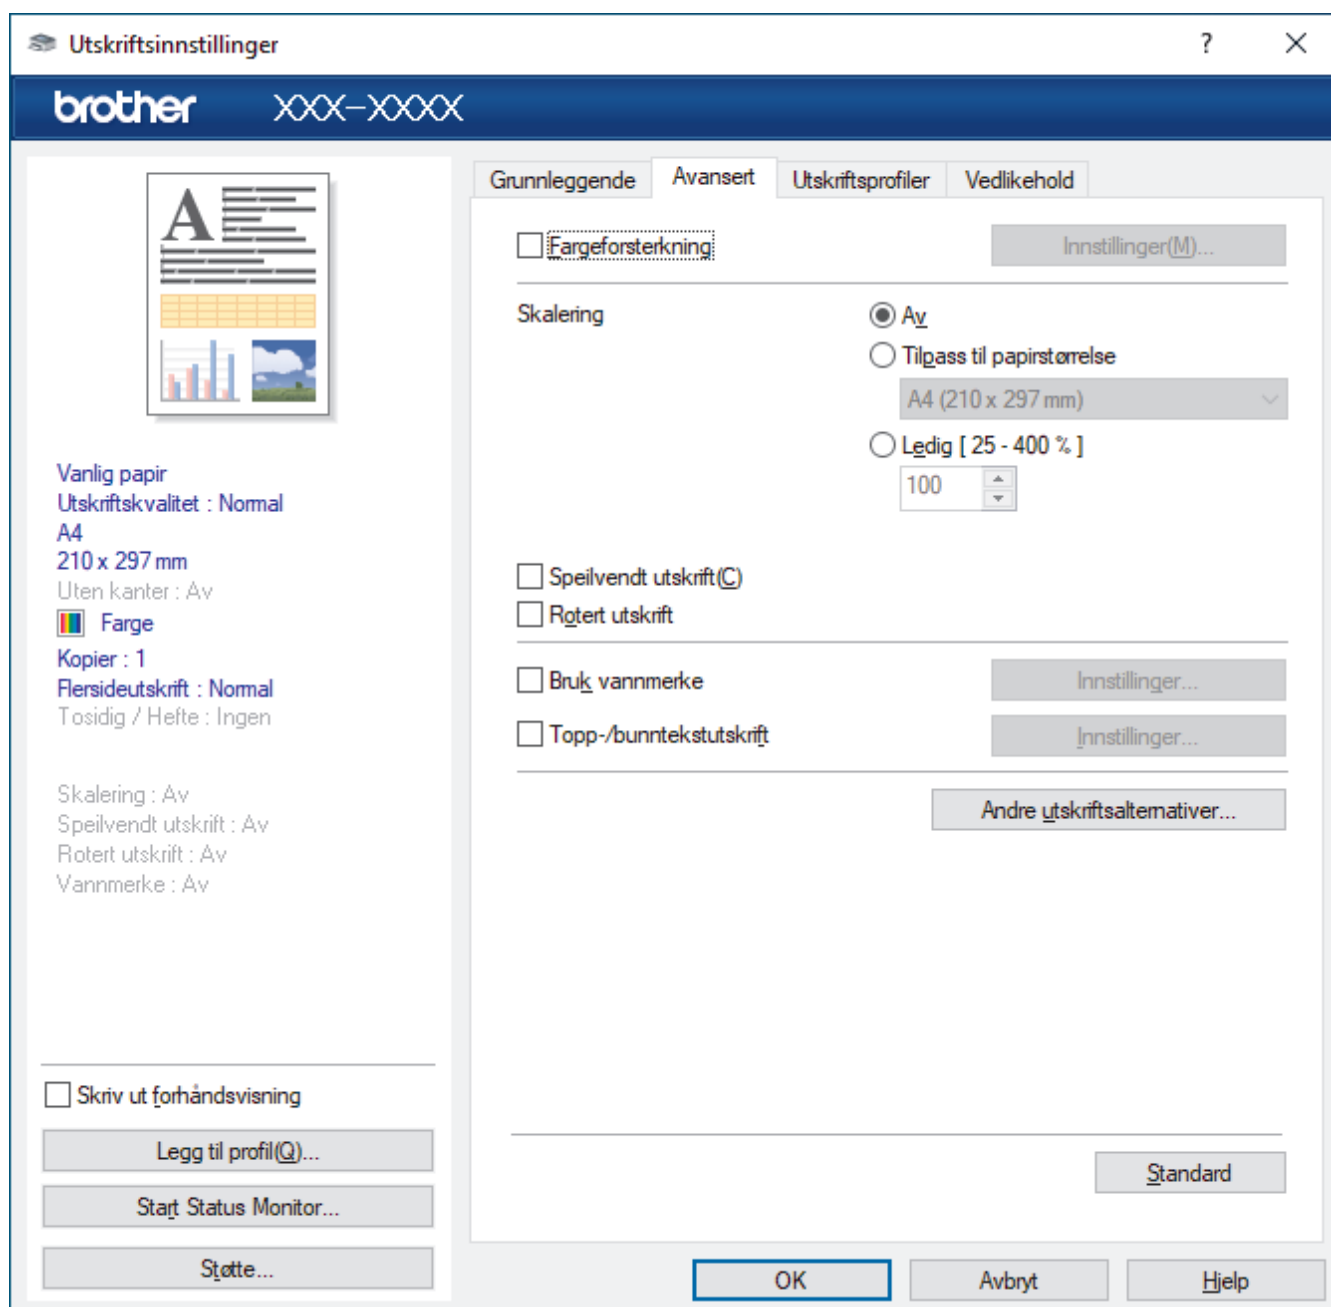 Utskriftsinnstillinger ?
brother XXX-XXXX
Grunnleggende Avansert Utskriftsprofiler Vedlikehold
A
Vanlig papir
Utskriftskvalitet : Normal
A4
210 x 297 mm
Uten kanter : Av
Farge
Kopier : 1
Flersideutskrift : Normal
Tosidig / Hefte : Ingen
Skalering : Av
Speilvendt utskrift : Av
Rotert utskrift : Av
Vannmerke : Av
Skriv ut forhåndsvisning
Legg til profil(Q)...
Start Status Monitor...
Støtte...
Fargeforsterkning Innstillinger(M)...
Skalering Av
Tilpass til papirstørrelse
A4 (210 x 297 mm)
Ledig [ 25 - 400 % ]
100
Speilvendt utskrift(C)
Rotert utskrift
Bruk vannmerke Innstillinger...
Topp-/bunntekstutskrift Innstillinger...
Andre utskriftsalternativer...
Standard
OK Avbryt Hjelp